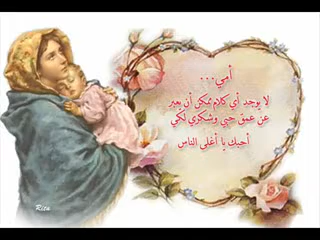 أمي...
لا يوجد أي كلام يمكن أن يعبر
عن عمق حبي وشكري لكي
أحبك يا أغلى الناس
Rita